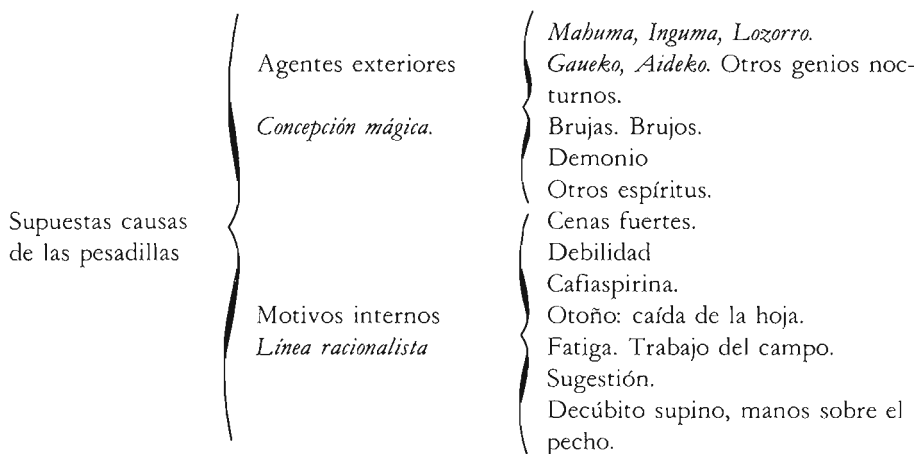 Supuestas causas
de las pesadillas
Agentes exteriores
Concepción mágica.
Mahuma, Inguma, Lozorro.
Gaueko, Aideko. Otros genios noc-
turnos.
Brujas. Brujos.
Demonio
Otros espíritus.
Motivos internos
Línea racionalista
Cenas fuertes.
Debilidad
Cafiaspirina.
Otoño: caída de la hoja.
Fatiga. Trabajo del campo.
Sugestión.
Decúbito supino, manos sobre el
pecho.